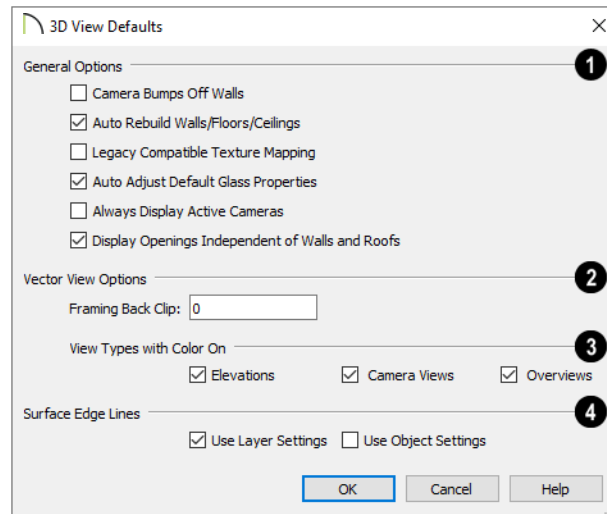 3D View Defaults
General Options 1
Camera Bumps Off Walls
Auto Rebuild Walls/Floors/Ceilings
Legacy Compatible Texture Mapping
Auto Adjust Default Glass Properties
Always Display Active Cameras
Display Openings Independent of Walls and Roofs
Vector View Options 2
Framing Back Clip: 0
View Types with Color On 3
Elevations Camera Views Overviews
Surface Edge Lines 4
Use Layer Settings Use Object Settings
OK Cancel Help